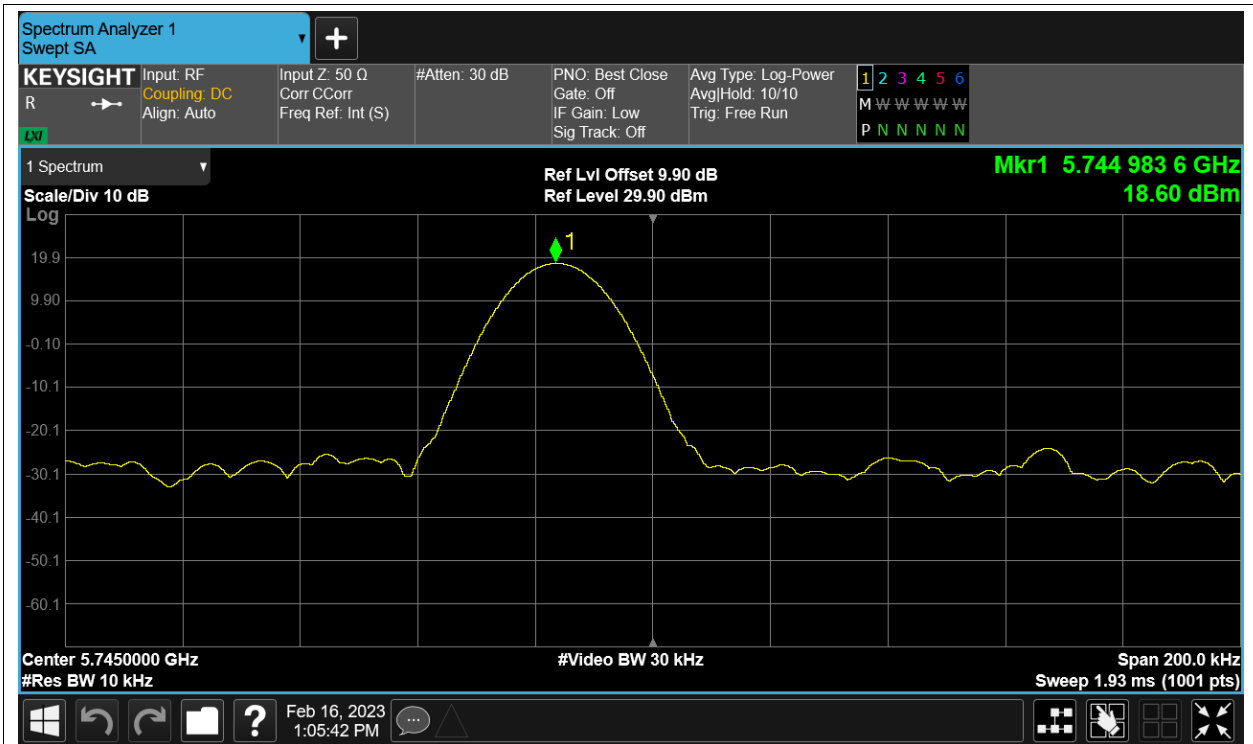 Spectrum Analyzer 1
Swept SA
KEYSIGHT
R
LXI
Input: RF
Coupling: DC
Align: Auto
Input Z: 50 Ω
Corr CCorr
Freq Ref: Int (S)
#Atten: 30 dB
PNO: Best Close
Gate: Off
IF Gain: Low
Sig Track: Off
Avg Type: Log-Power
Avg|Hold: 10/10
Trig: Free Run
1 2 3 4 5 6
M W W W W W
P N N N N N
1 Spectrum
Scale/Div 10 dB
Ref Lvl Offset 9.90 dB
Ref Level 29.90 dBm
Mkr1 5.744 983 6 GHz
18.60 dBm
Log
1
19.9
9.90
-0.10
-10.1
-20.1
-30.1
-40.1
-50.1
-60.1
Center 5.7450000 GHz
#Video BW 30 kHz
Span 200.0 kHz
#Res BW 10 kHz
Sweep 1.93 ms (1001 pts)
?
Feb 16, 2023
1:05:42 PM